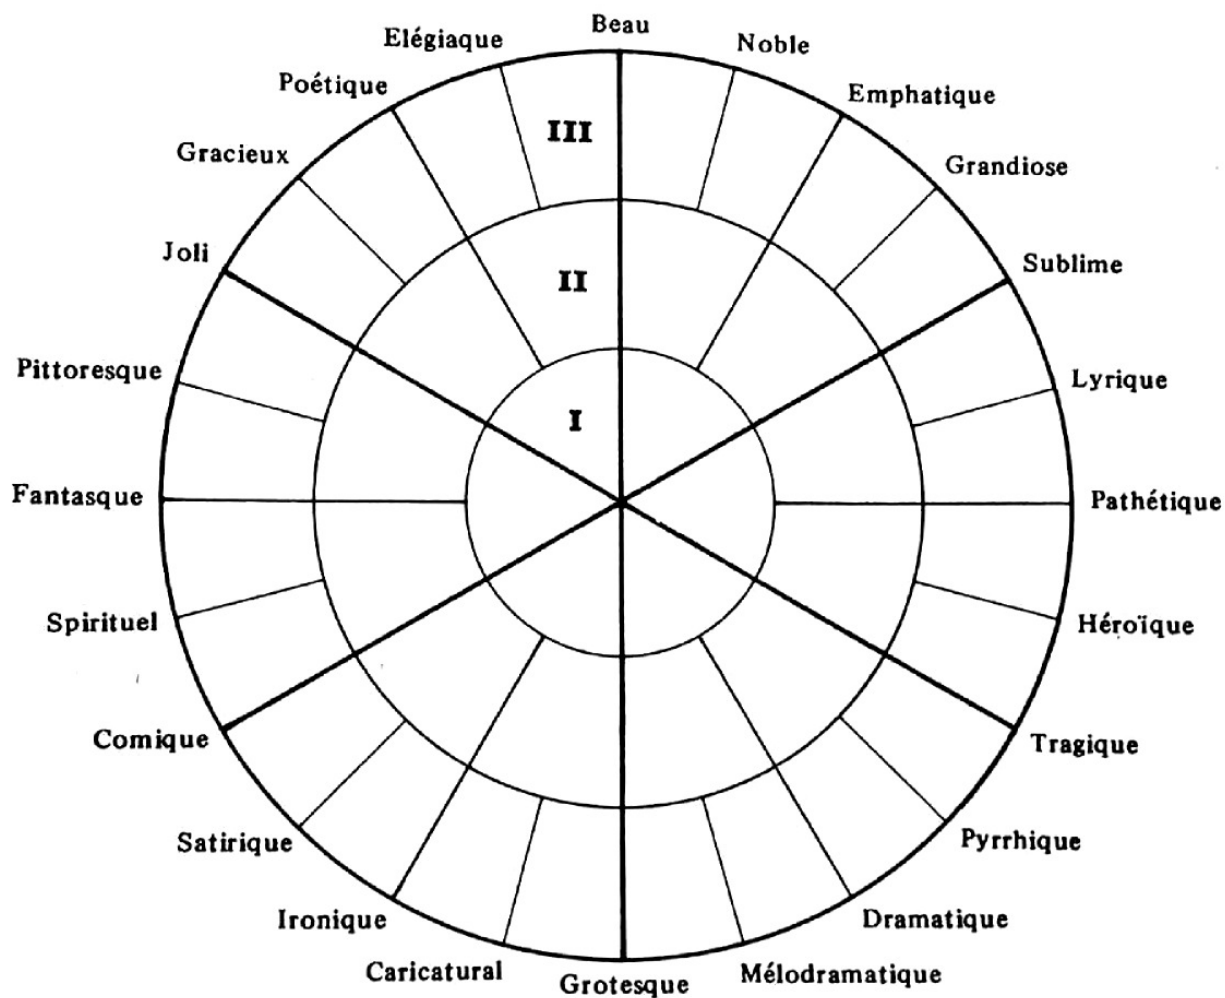 Beau
Noble
Emphatique
Grandiose
Sublime
Lyrique
Pathétique
Héroïque
Tragique
Pyrrhique
Dramatique
Mélodramatique
Grotesque
Caricatural
Ironique
Satirique
Comique
Spirituel
Fantasque
Pittoresque
Joli
Gracieux
Poétique
Elégiaque
III
II
I